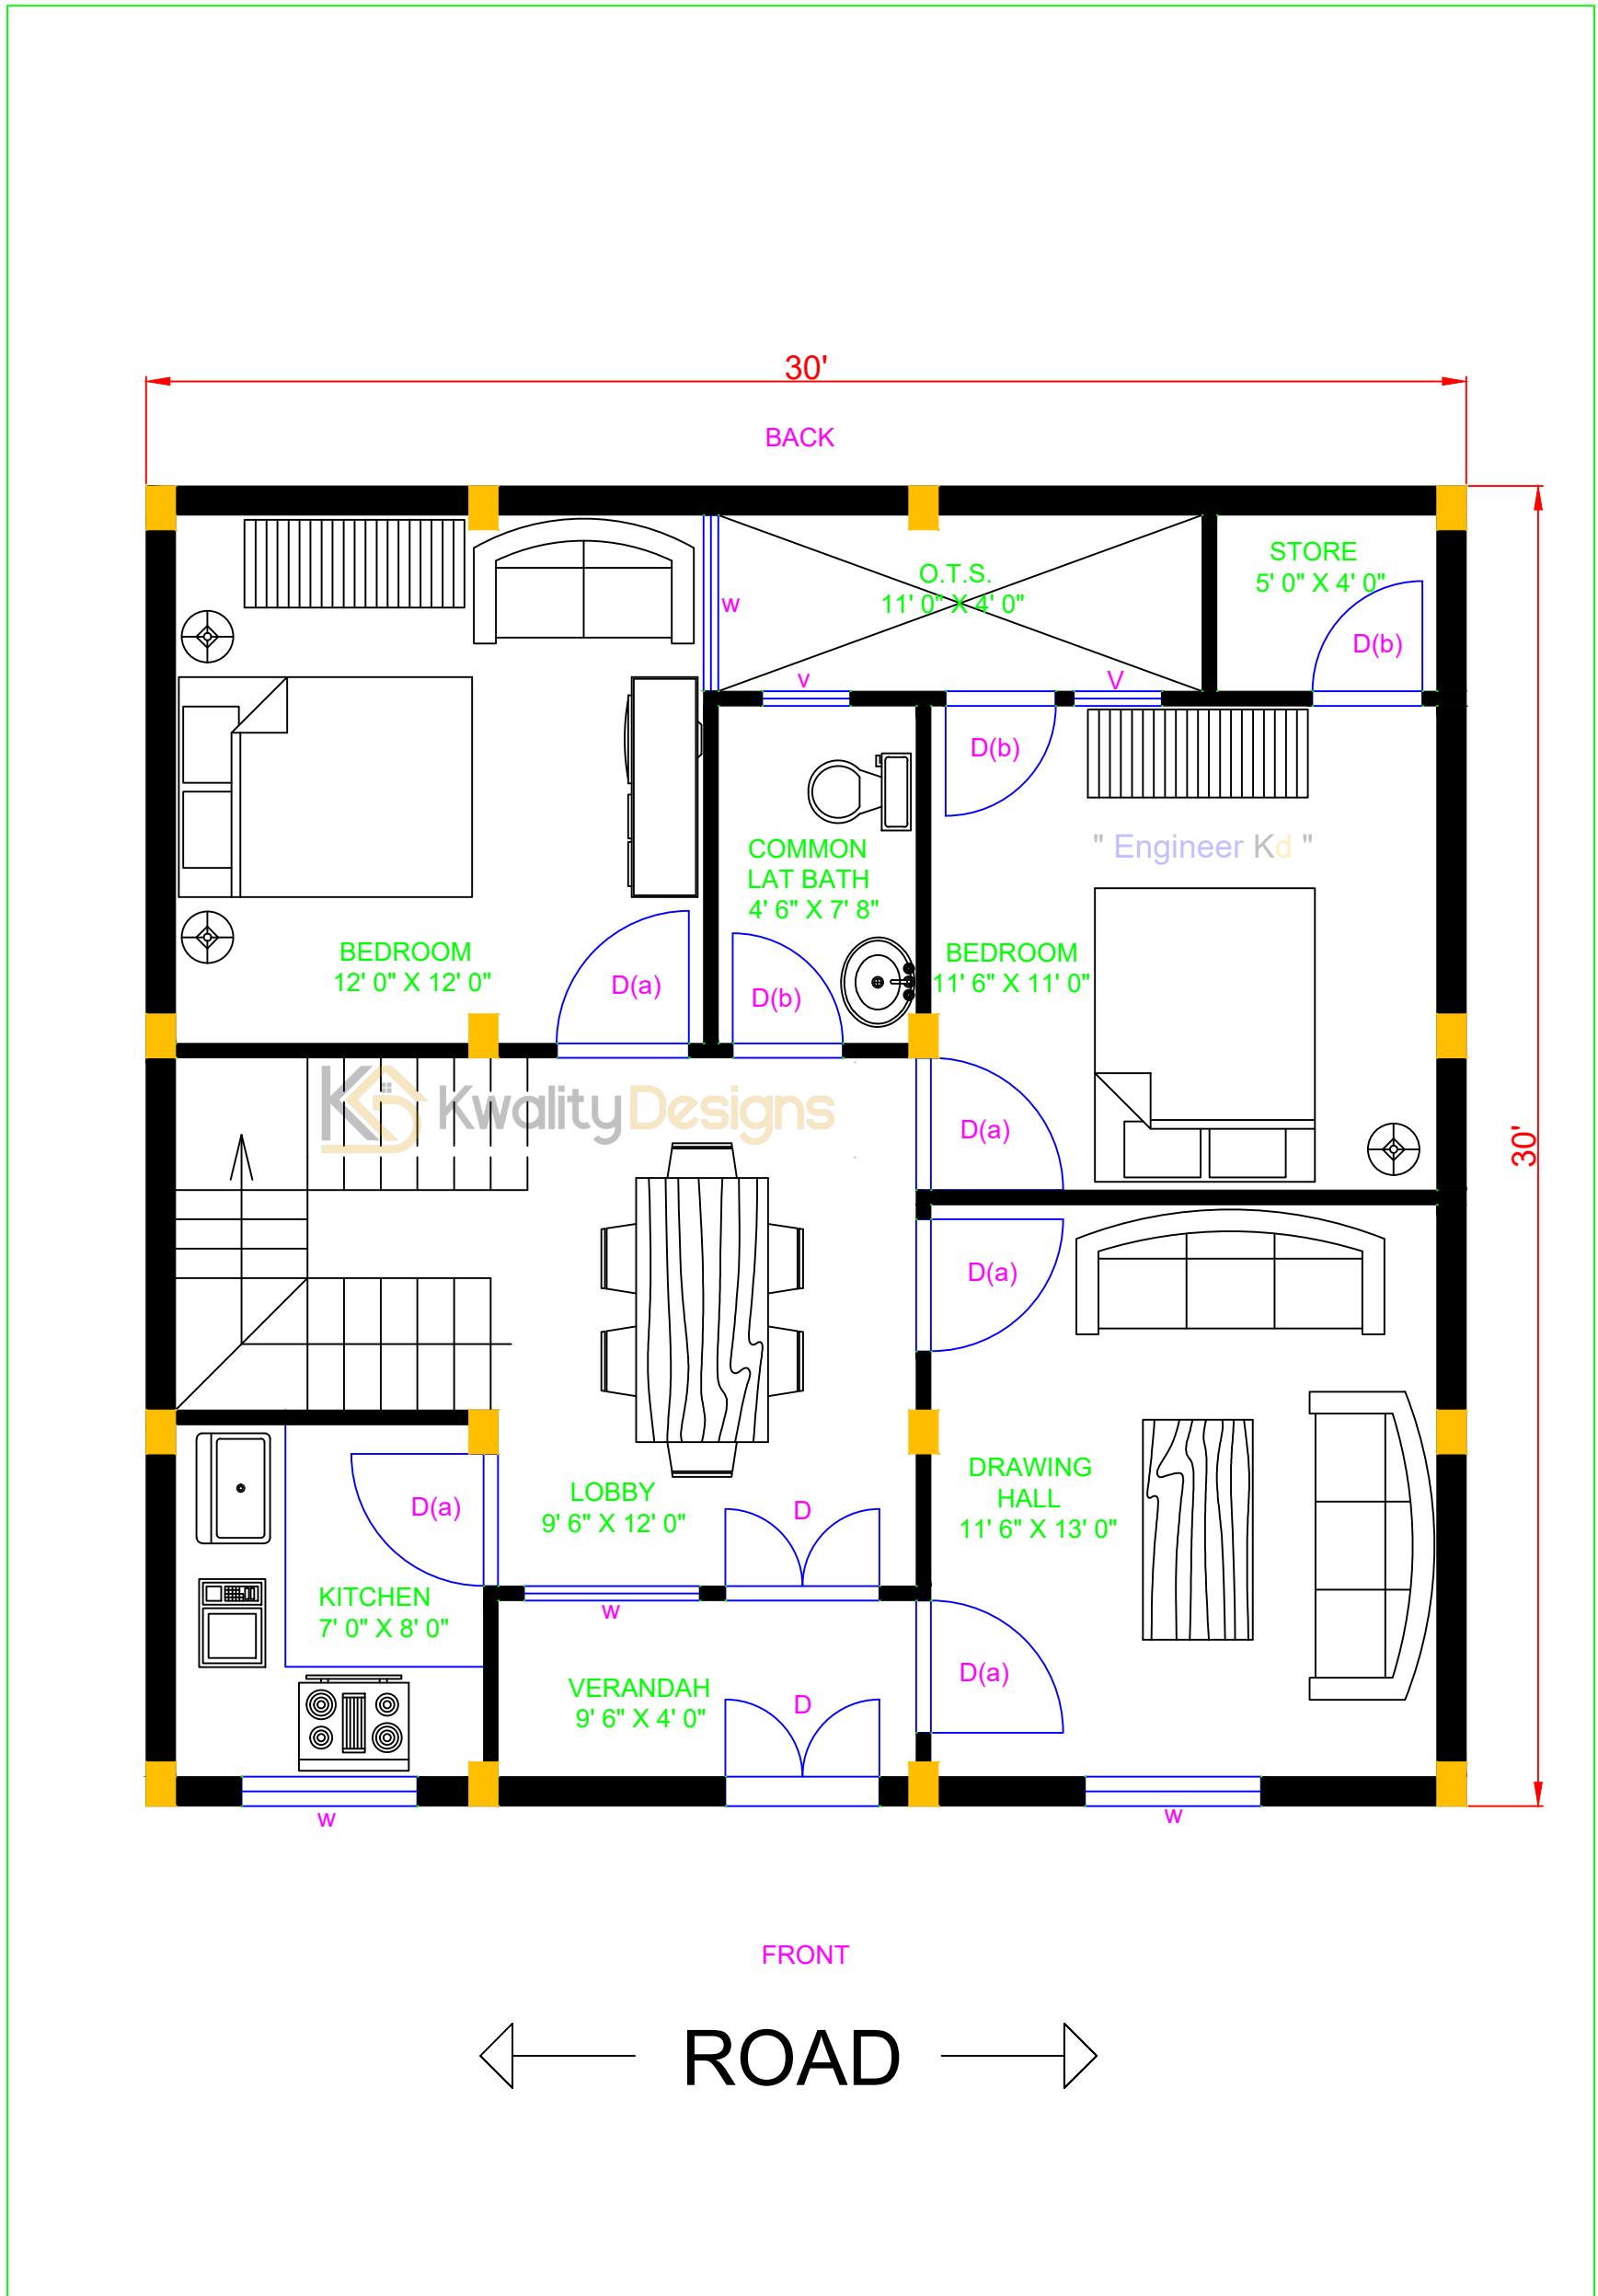 30'
BACK
STORE
5' 0" X 4' 0"
O.T.S.
11' 0" X 4' 0"
w
D(b)
v
V
D(b)
" Engineer Kd "
COMMON
LAT BATH
4' 6" X 7' 8"
BEDROOM
12' 0" X 12' 0"
D(a)
D(b)
BEDROOM
11' 6" X 11' 0"
KwalityDesigns
D(a)
30'
D(a)
DRAWING
HALL
11' 6" X 13' 0"
LOBBY
9' 6" X 12' 0"
D(a)
D
KITCHEN
7' 0" X 8' 0"
w
VERANDAH
9' 6" X 4' 0"
D
D(a)
w
w
FRONT
ROAD